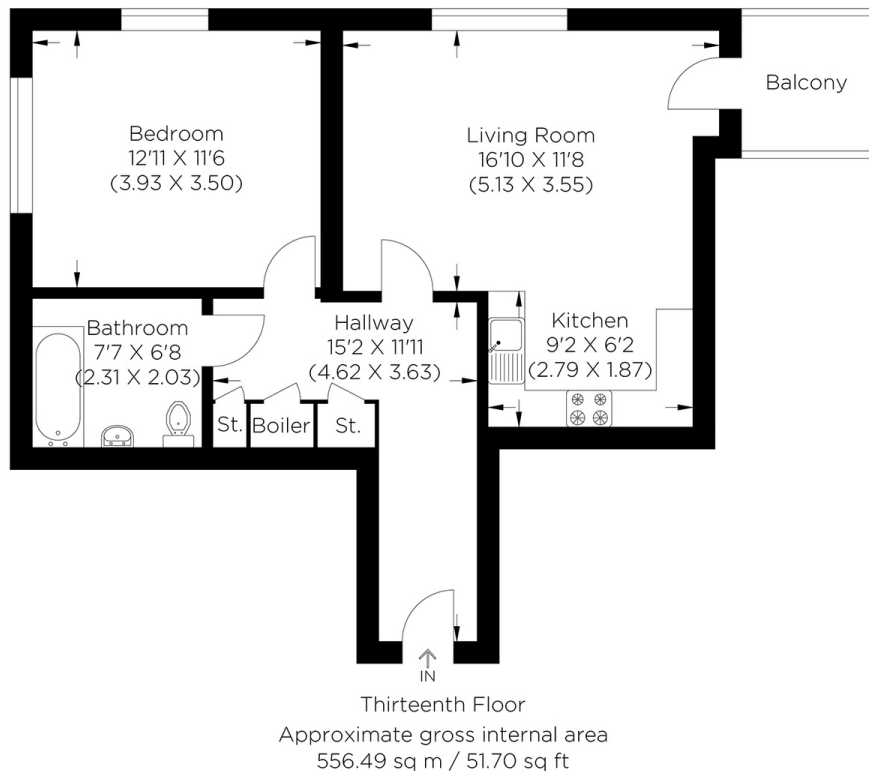 Balcony
Bedroom
12'11 X 11'6
(3.93 X 3.50)
Living Room
16'10 X 11'8
(5.13 X 3.55)
Bathroom
7'7 X 6'8
(2.31 X 2.03)
Hallway
15'2 X 11'11
(4.62 X 3.63)
Kitchen
9'2 X 6'2
(2.79 X 1.87)
St.
Boiler
St.
IN
Thirteenth Floor
Approximate gross internal area
556.49 sq m / 51.70 sq ft